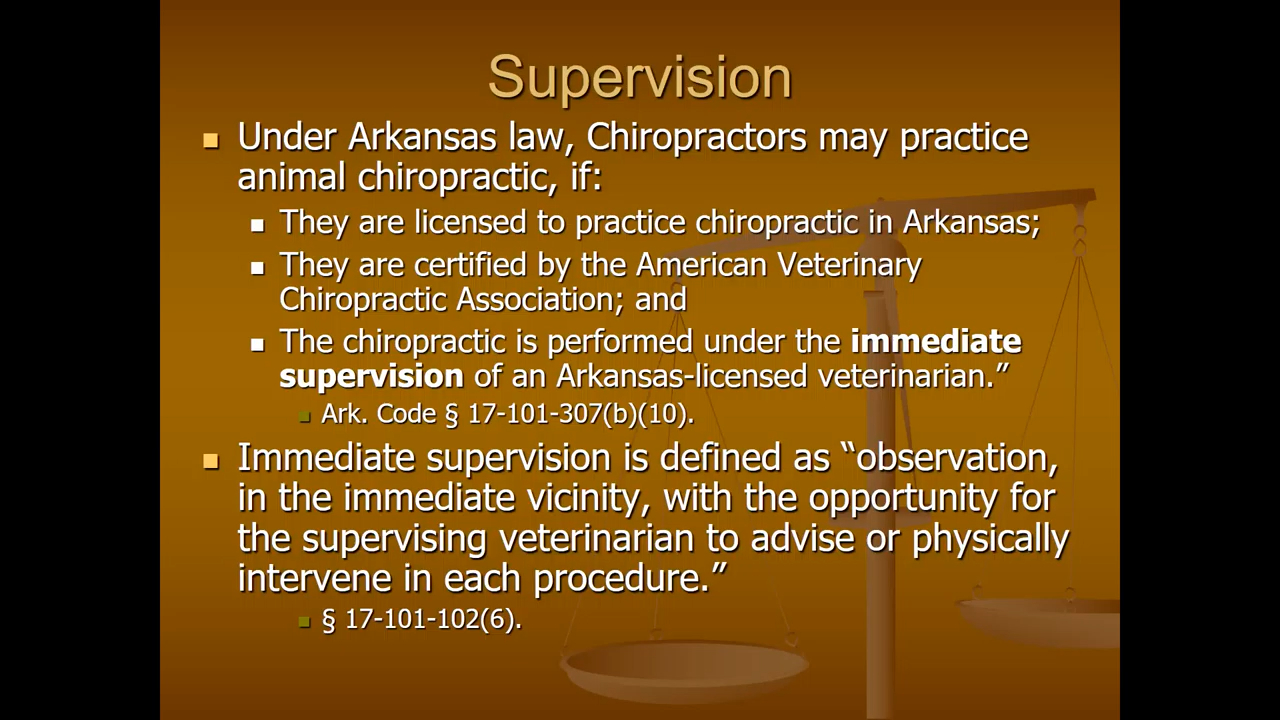 Supervision
Under Arkansas law, Chiropractors may practice
animal chiropractic, if:
They are licensed to practice chiropractic in Arkansas;
They are certified by the American Veterinary
Chiropractic Association; and
The chiropractic is performed under the immediate
supervision of an Arkansas-licensed veterinarian.”
Ark. Code § 17-101-307(b)(10).
Immediate supervision is defined as “observation,
in the immediate vicinity, with the opportunity for
the supervising veterinarian to advise or physically
intervene in each procedure.”
§ 17-101-102(6).